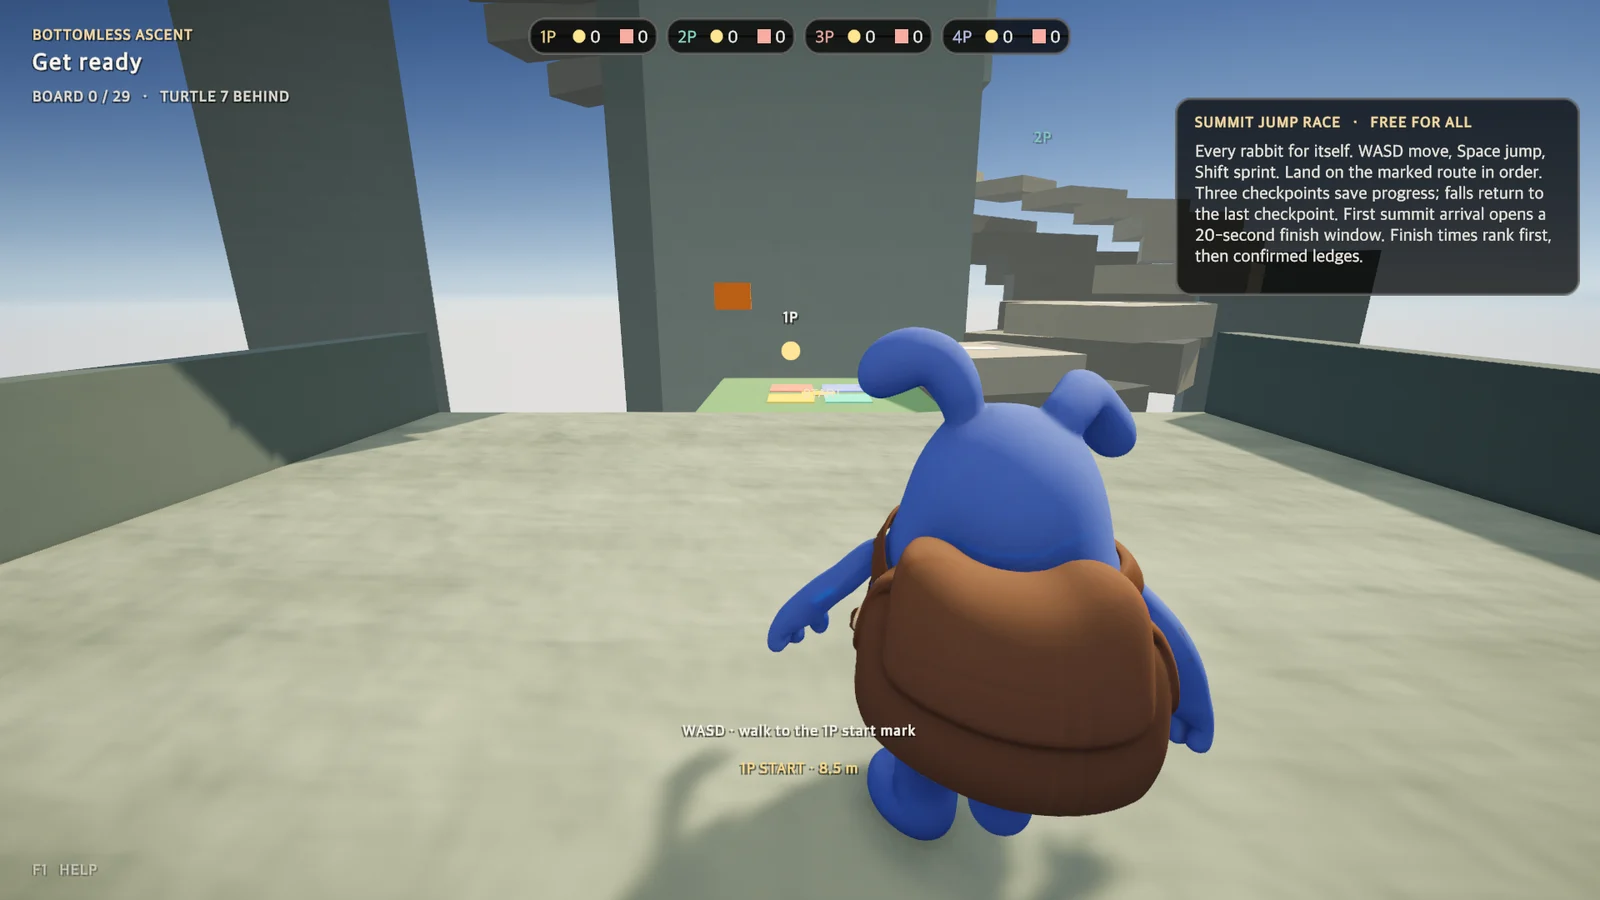 BOTTOMLESS ASCENT
Get ready
BOARD 0 / 29 · TURTLE 7 BEHIND
1P 0 0
2P 0 0
3P 0 0
4P 0 0
SUMMIT JUMP RACE · FREE FOR ALL
Every rabbit for itself. WASD move, Space jump,
Shift sprint. Land on the marked route in order.
Three checkpoints save progress; falls return to
the last checkpoint. First summit arrival opens a
20-second finish window. Finish times rank first,
then confirmed ledges.
2P
1P
WASD · walk to the 1P start mark
1P START · 8.5 m
F1 HELP